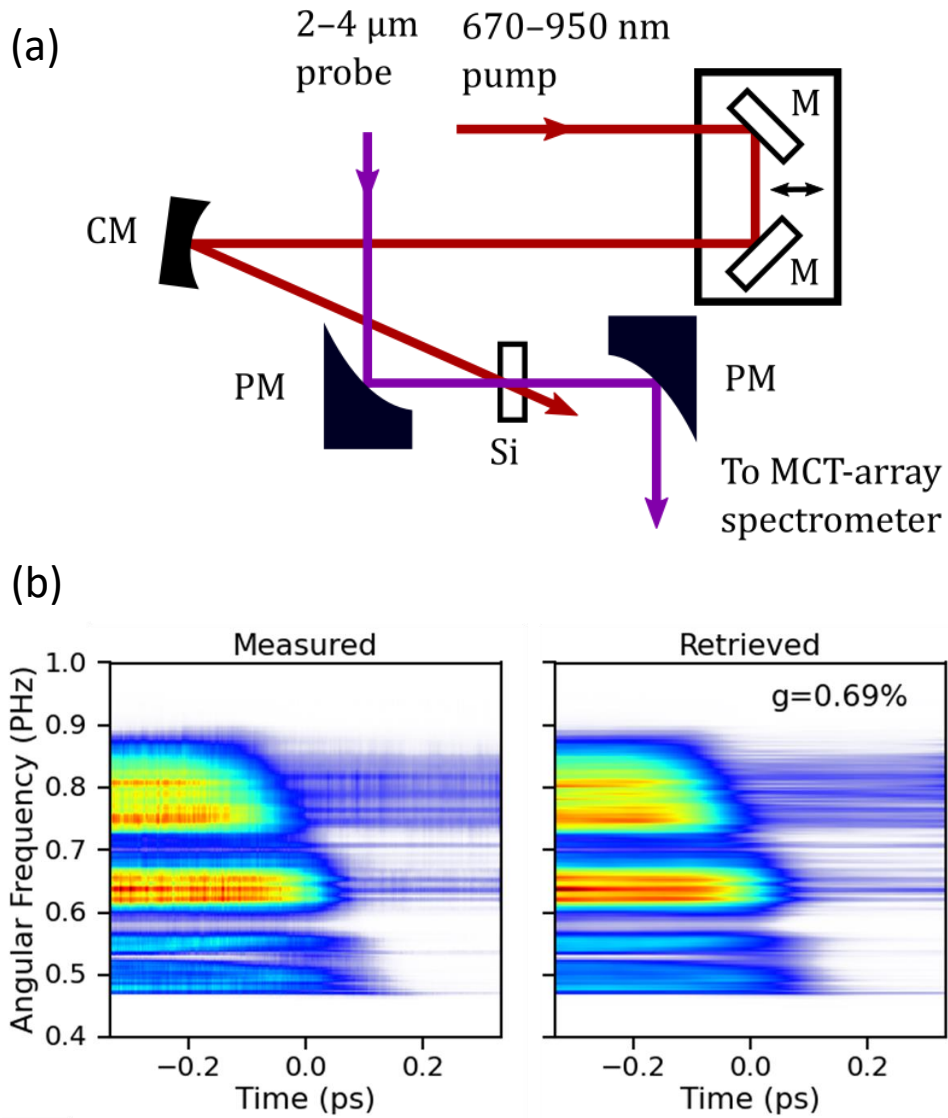 (a)
2–4 μm
probe
670–950 nm
pump
M
CM
M
PM
PM
Si
To MCT-array
spectrometer
(b)
Measured
Retrieved
g=0.69%
Angular Frequency (PHz)
1.0
0.9
0.8
0.7
0.6
0.5
0.4
−0.2
0.0
0.2
−0.2
0.0
0.2
Time (ps)
Time (ps)